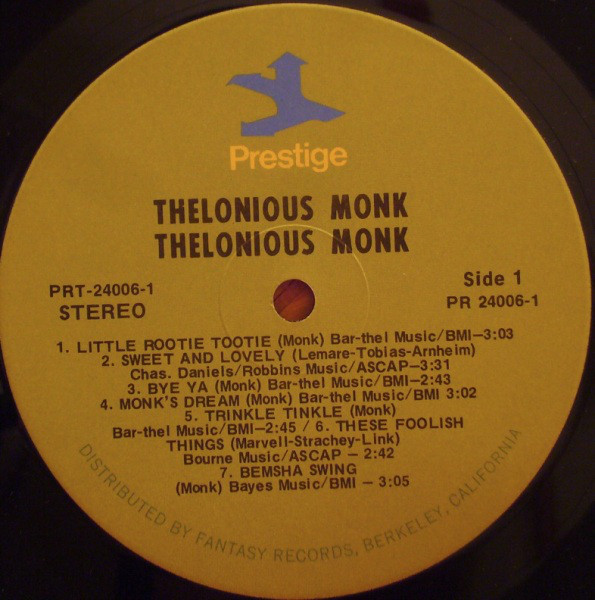 Prestige
THELONIOUS MONK
THELONIOUS MONK
PRT-24006-1
STEREO
Side 1
PR 24006-1
1. LITTLE ROOTIE TOOTIE (Monk) Bar-thel Music/BMI—3:03
2. SWEET AND LOVELY (Lemare-Tobias-Arnheim)
Chas. Daniels/Robbins Music/ASCAP—3:31
3. BYE YA (Monk) Bar-thel Music/BMI—2:43
4. MONK'S DREAM (Monk) Bar-thel Music/BMI 3:02
5. TRINKLE TINKLE (Monk)
Bar-thel Music/BMI—2:45 / 6. THESE FOOLISH
THINGS (Marvell-Strachey-Link)
Bourne Music/ASCAP — 2:42
7. BEMSHA SWING
(Monk) Bayes Music/BMI — 3:05
DISTRIBUTED BY FANTASY RECORDS, BERKELEY, CALIFORNIA